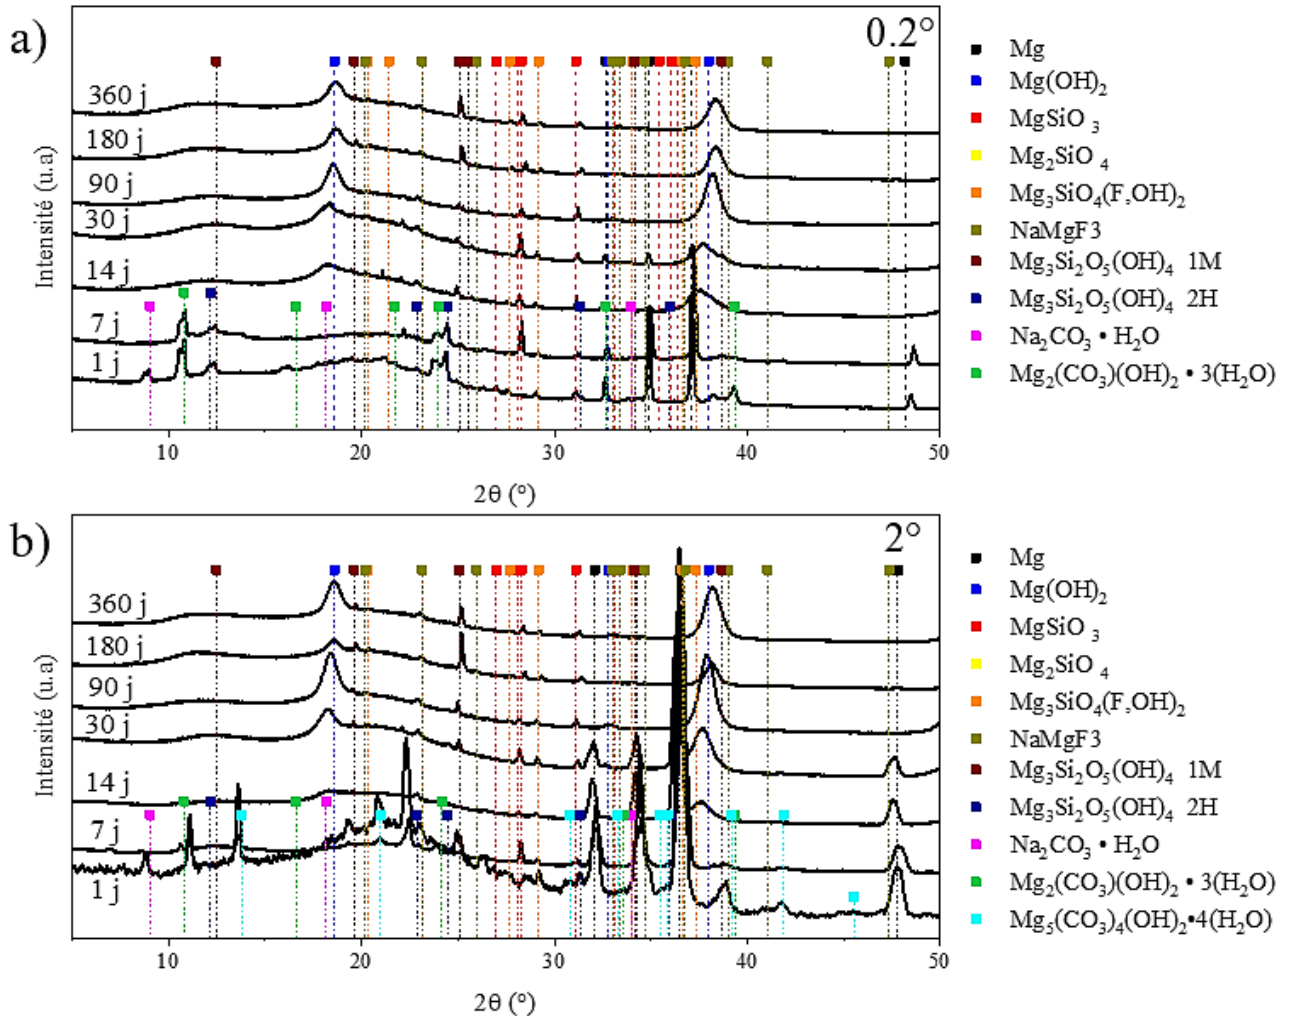 a)
0.2°
Intensité (u.a)
360 j
180 j
90 j
30 j
14 j
7 j
1 j
10 20 30 40 50
2θ (°)
Mg
Mg(OH)₂
MgSiO ₃
Mg₂SiO ₄
Mg₃SiO₄(F,OH)₂
NaMgF3
Mg₃Si₂O₅(OH)₄ 1M
Mg₃Si₂O₅(OH)₄ 2H
Na₂CO₃ • H₂O
Mg₂(CO₃)(OH)₂ • 3(H₂O)
b)
2°
Intensité (u.a)
360 j
180 j
90 j
30 j
14 j
7 j
1 j
10 20 30 40 50
2θ (°)
Mg
Mg(OH)₂
MgSiO ₃
Mg₂SiO ₄
Mg₃SiO₄(F,OH)₂
NaMgF3
Mg₃Si₂O₅(OH)₄ 1M
Mg₃Si₂O₅(OH)₄ 2H
Na₂CO₃ • H₂O
Mg₂(CO₃)(OH)₂ • 3(H₂O)
Mg₅(CO₃)₄(OH)₂•4(H₂O)